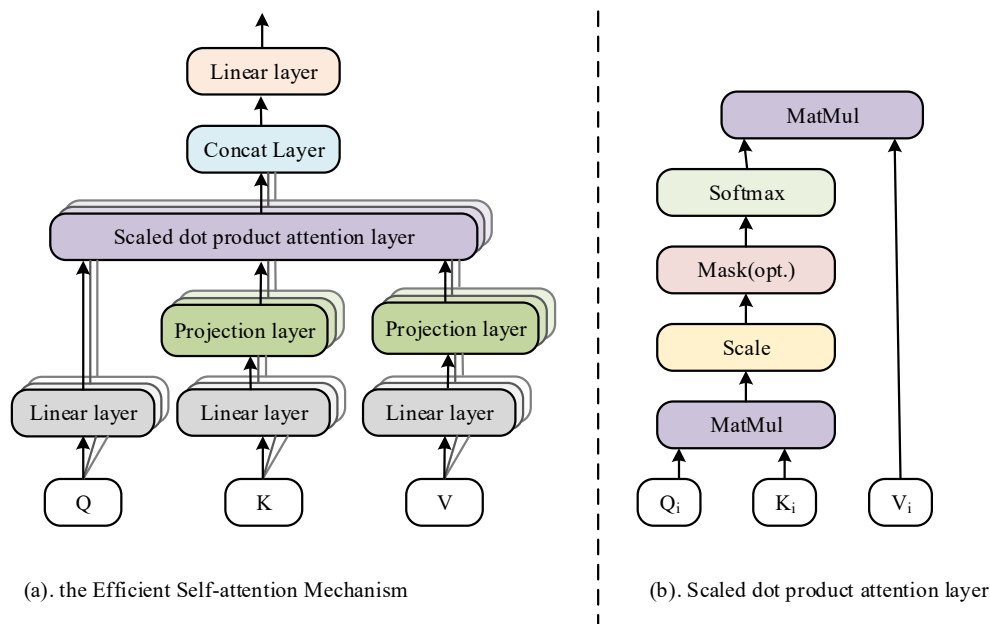 Linear layer
Concat Layer
Scaled dot product attention layer
Projection layer
Projection layer
Linear layer
Linear layer
Linear layer
Q
K
V
(a). the Efficient Self-attention Mechanism
MatMul
Softmax
Mask(opt.)
Scale
MatMul
Qi
Ki
Vi
(b). Scaled dot product attention layer